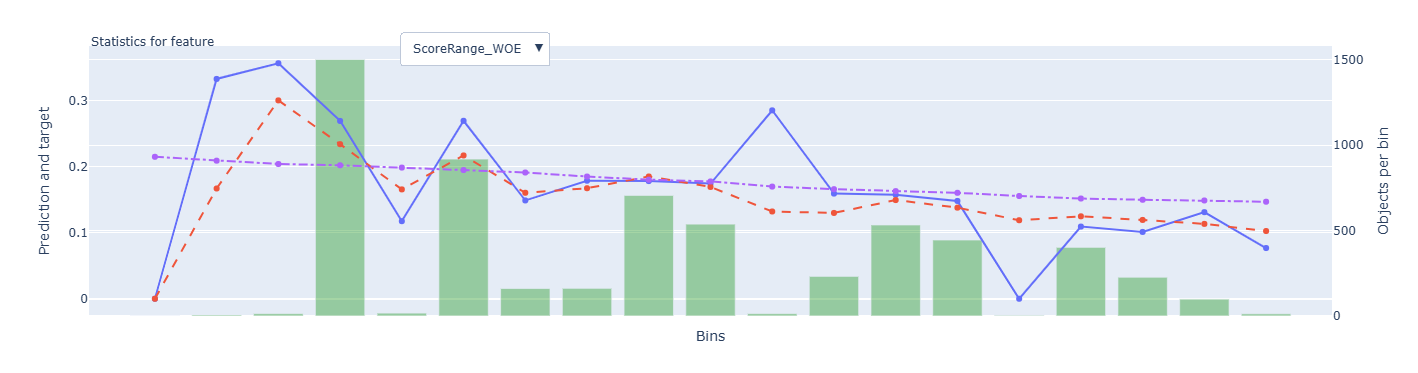 Statistics for feature
ScoreRange_WOE ▼
Prediction and target
0.3
0.2
0.1
0
1500
1000
500
0
Objects per bin
Bins